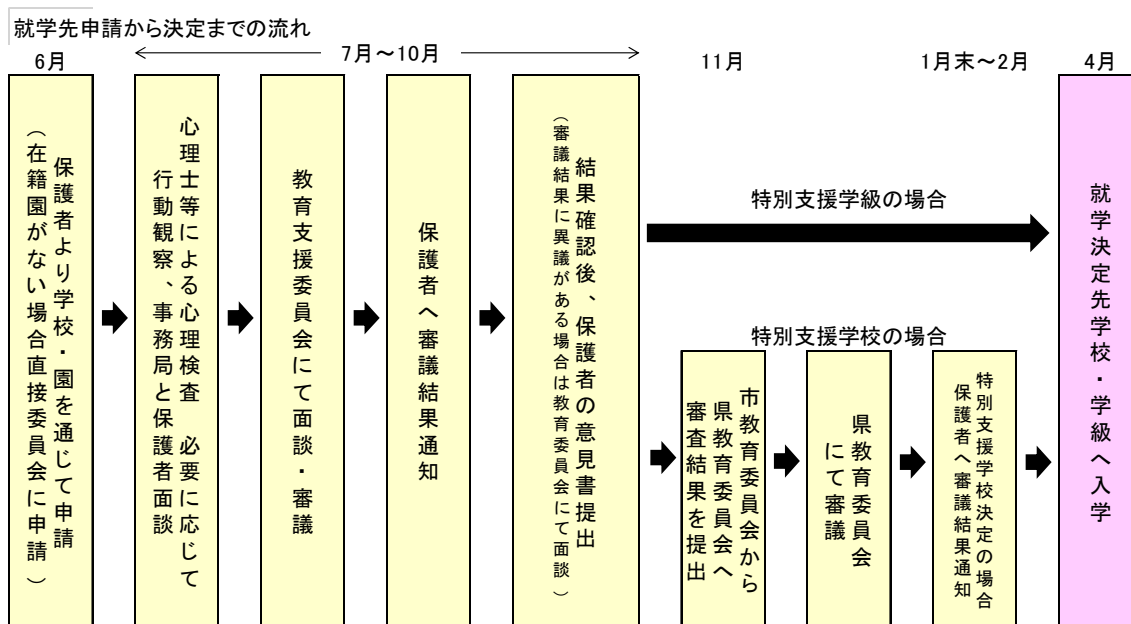 就学先申請から決定までの流れ
6月
7月～10月
11月
1月末～2月
4月
保護者より学校・園を通じて申請
（在籍園がない場合直接委員会に申請）
心理士等による心理検査　必要に応じて
行動観察、事務局と保護者面談
教育支援委員会にて面談・審議
保護者へ審議結果通知
結果確認後、保護者の意見書提出
（審議結果に異議がある場合は教育委員会にて面談）
特別支援学級の場合
特別支援学校の場合
市教育委員会から
県教育委員会へ
審査結果を提出
県教育委員会
にて審議
特別支援学校決定の場合
保護者へ審議結果通知
就学決定先学校・学級へ入学